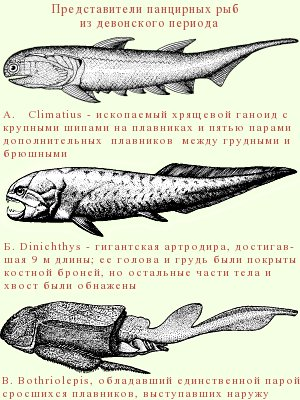 Представители панцирных рыб
из девонского периода
А. Climatius - ископаемый хрящевой ганоид с
крупными шипами на плавниках и пятью парами
дополнительных плавников между грудными и
брюшными
Б. Dinichthys - гигантская артродира, достигав-
шая 9 м длины; ее голова и грудь были покрыты
костной броней, но остальные части тела и
хвост были обнажены
В. Bothriolepis, обладавший единственной парой
сросшихся плавников, выступавших наружу